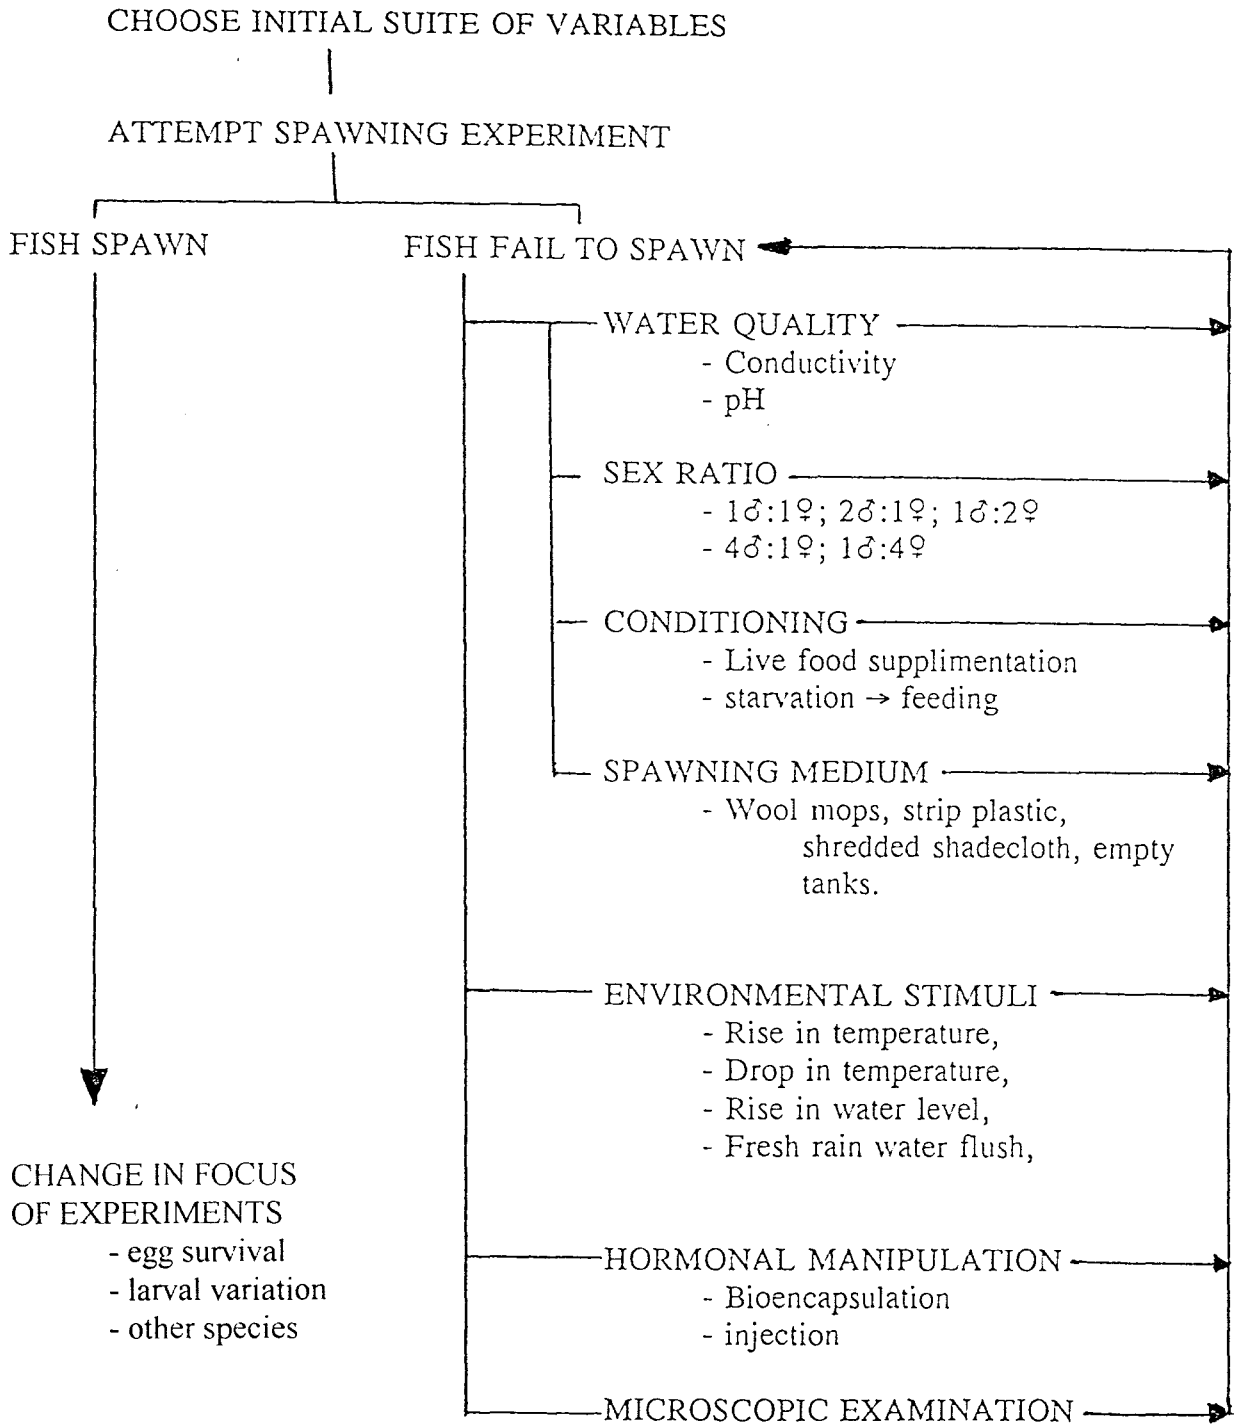 CHOOSE INITIAL SUITE OF VARIABLES
ATTEMPT SPAWNING EXPERIMENT
FISH SPAWN
FISH FAIL TO SPAWN
WATER QUALITY
- Conductivity
- pH
SEX RATIO
- 1♂:1♀; 2♂:1♀; 1♂:2♀
- 4♂:1♀; 1♂:4♀
CONDITIONING
- Live food supplimentation
- starvation → feeding
SPAWNING MEDIUM
- Wool mops, strip plastic,
shredded shadecloth, empty
tanks.
ENVIRONMENTAL STIMULI
- Rise in temperature,
- Drop in temperature,
- Rise in water level,
- Fresh rain water flush,
CHANGE IN FOCUS
OF EXPERIMENTS
- egg survival
- larval variation
- other species
HORMONAL MANIPULATION
- Bioencapsulation
- injection
MICROSCOPIC EXAMINATION